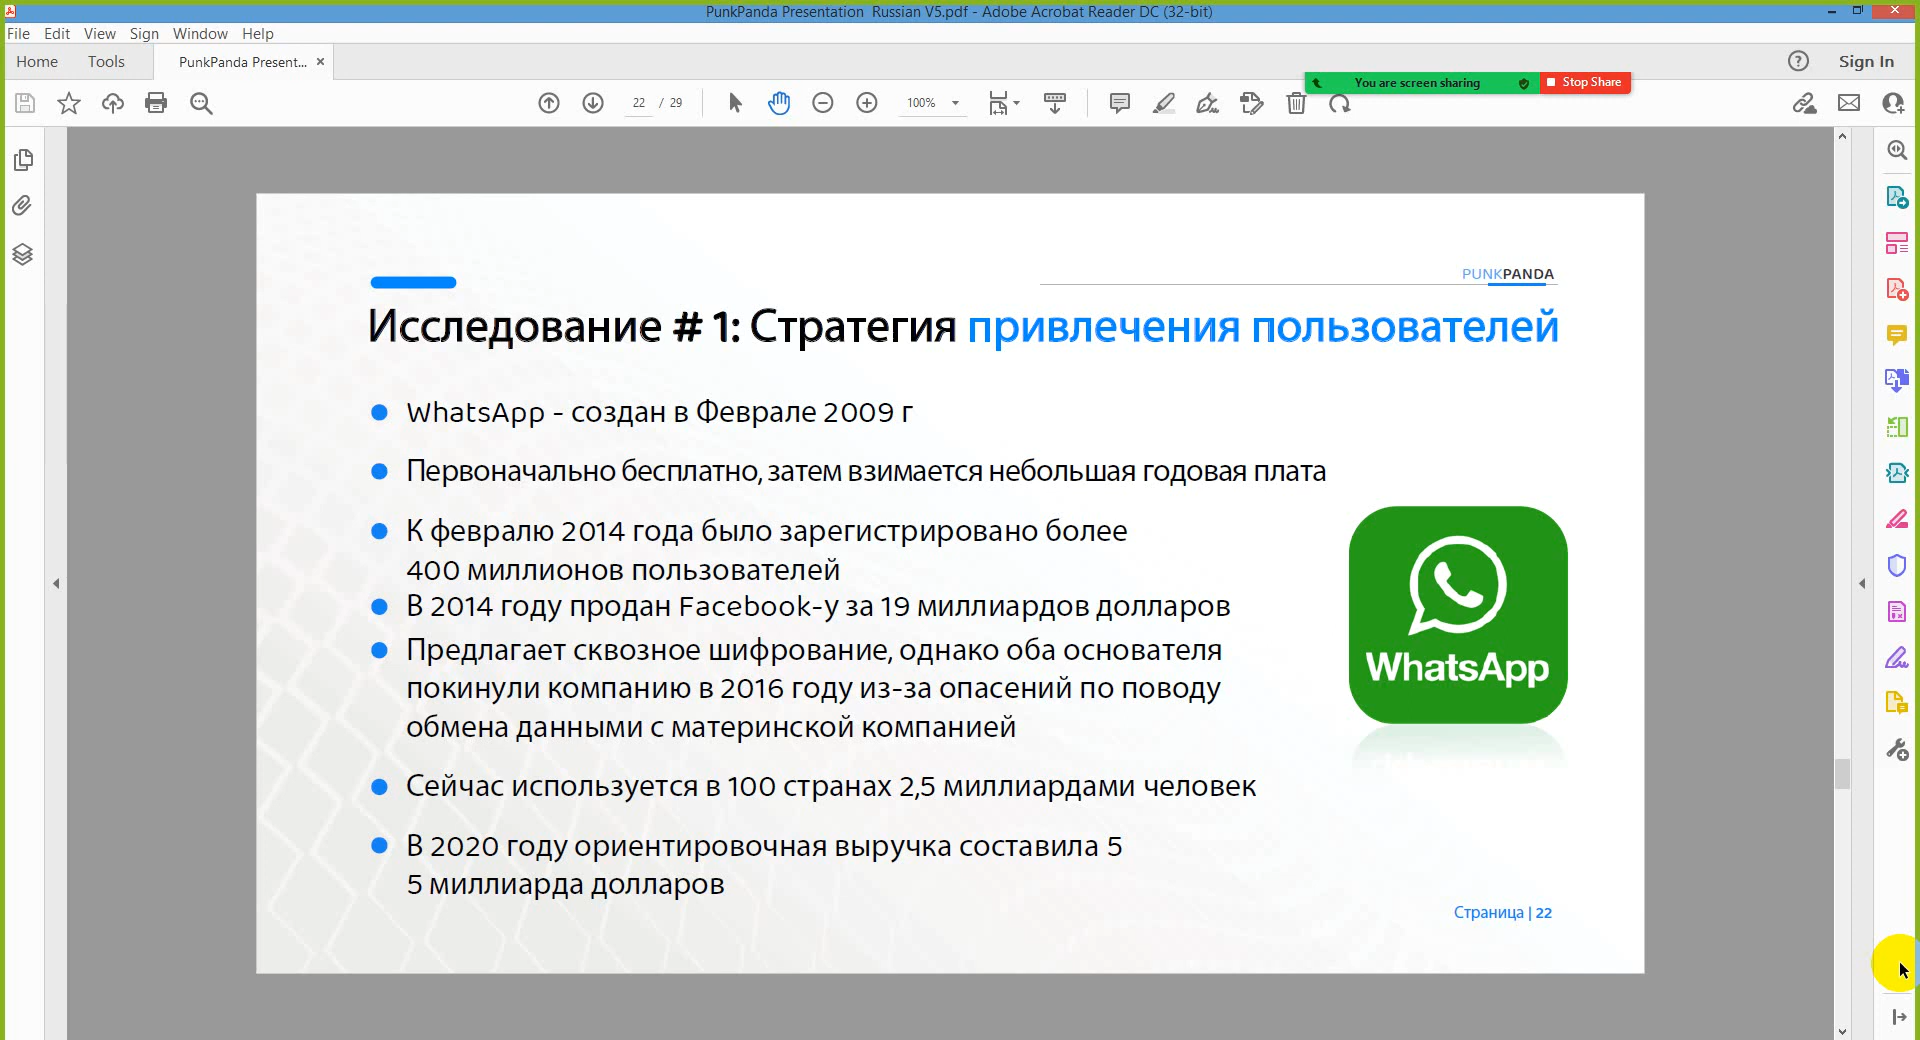 PunkPanda Presentation Russian V5.pdf - Adobe Acrobat Reader DC (32-bit)
File Edit View Sign Window Help
Home Tools PunkPanda Present... × Sign In
You are screen sharing Stop Share
22 / 29 100%
PUNKPANDA
Исследование # 1: Стратегия привлечения пользователей
WhatsApp - создан в Феврале 2009 г
Первоначально бесплатно, затем взимается небольшая годовая плата
К февралю 2014 года было зарегистрировано более
400 миллионов пользователей
В 2014 году продан Facebook-у за 19 миллиардов долларов
Предлагает сквозное шифрование, однако оба основателя
покинули компанию в 2016 году из-за опасений по поводу
обмена данными с материнской компанией
WhatsApp
Сейчас используется в 100 странах 2,5 миллиардами человек
В 2020 году ориентировочная выручка составила 5
5 миллиарда долларов
Страница | 22